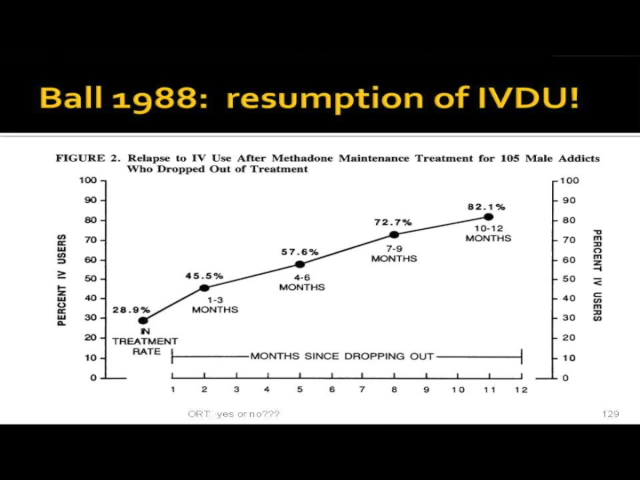 Ball 1988: resumption of IVDU!
FIGURE 2. Relapse to IV Use After Methadone Maintenance Treatment for 105 Male Addicts
Who Dropped Out of Treatment
PERCENT IV USERS
100
90
80
70
60
50
40
30
20
10
0
28.9%
IN
TREATMENT
RATE
45.5%
1-3
MONTHS
57.6%
4-6
MONTHS
72.7%
7-9
MONTHS
82.1%
10-12
MONTHS
MONTHS SINCE DROPPING OUT
1 2 3 4 5 6 7 8 9 10 11 12
100
90
80
70
60
50
40
30
20
10
0
PERCENT IV USERS
ORT: yes or no???
129